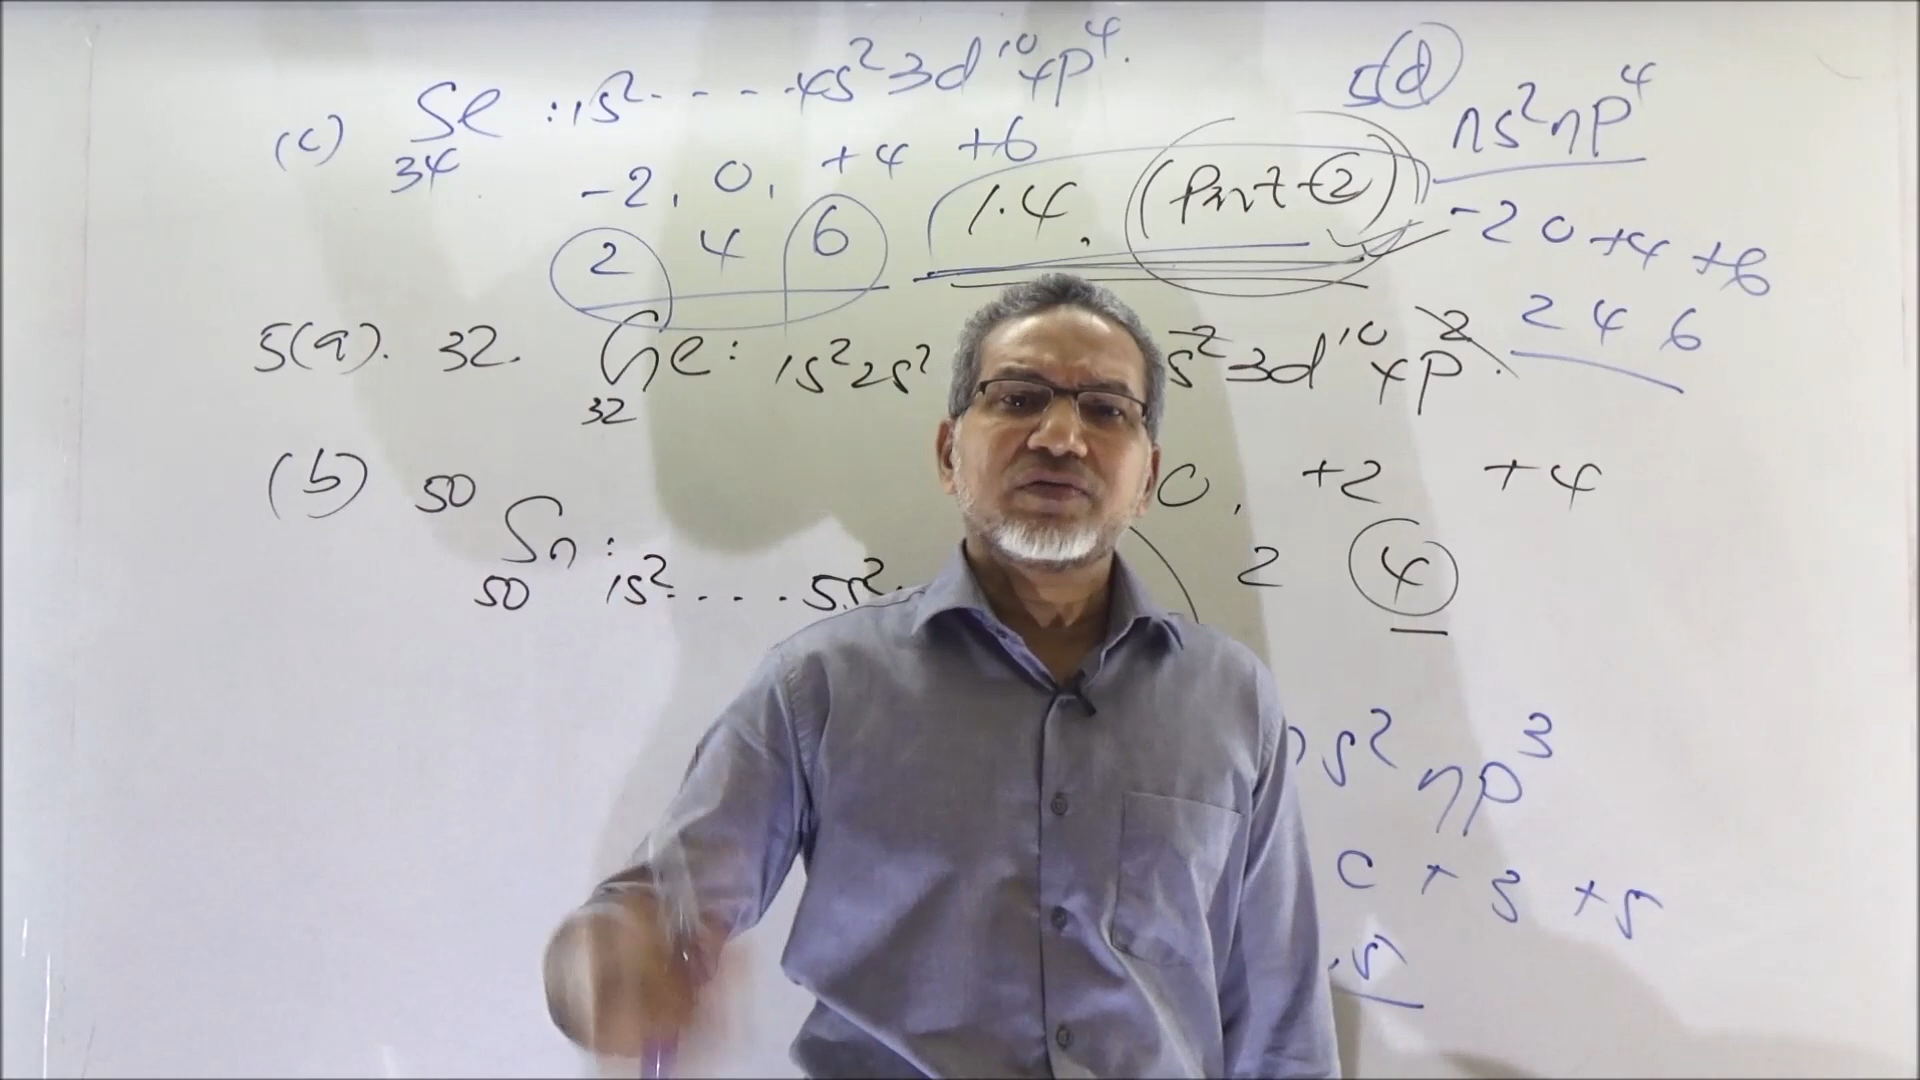 (c) Se : 1s² - - - - 4s² 3d¹⁰ 4p⁴.
34
-2, 0, +4 +6
2 4 6
1.4. (Part-2)
5(d) ns² np⁴
-2 0 +4 +6
2 4 6
5(a). 32. Ge: 1s² 2s² s² 3d¹⁰ 4p².
32
0, +2 +4
2 4
(b) 50 Sn: 1s² . . . . 5s²
50
s² np³
0 + 3 +5